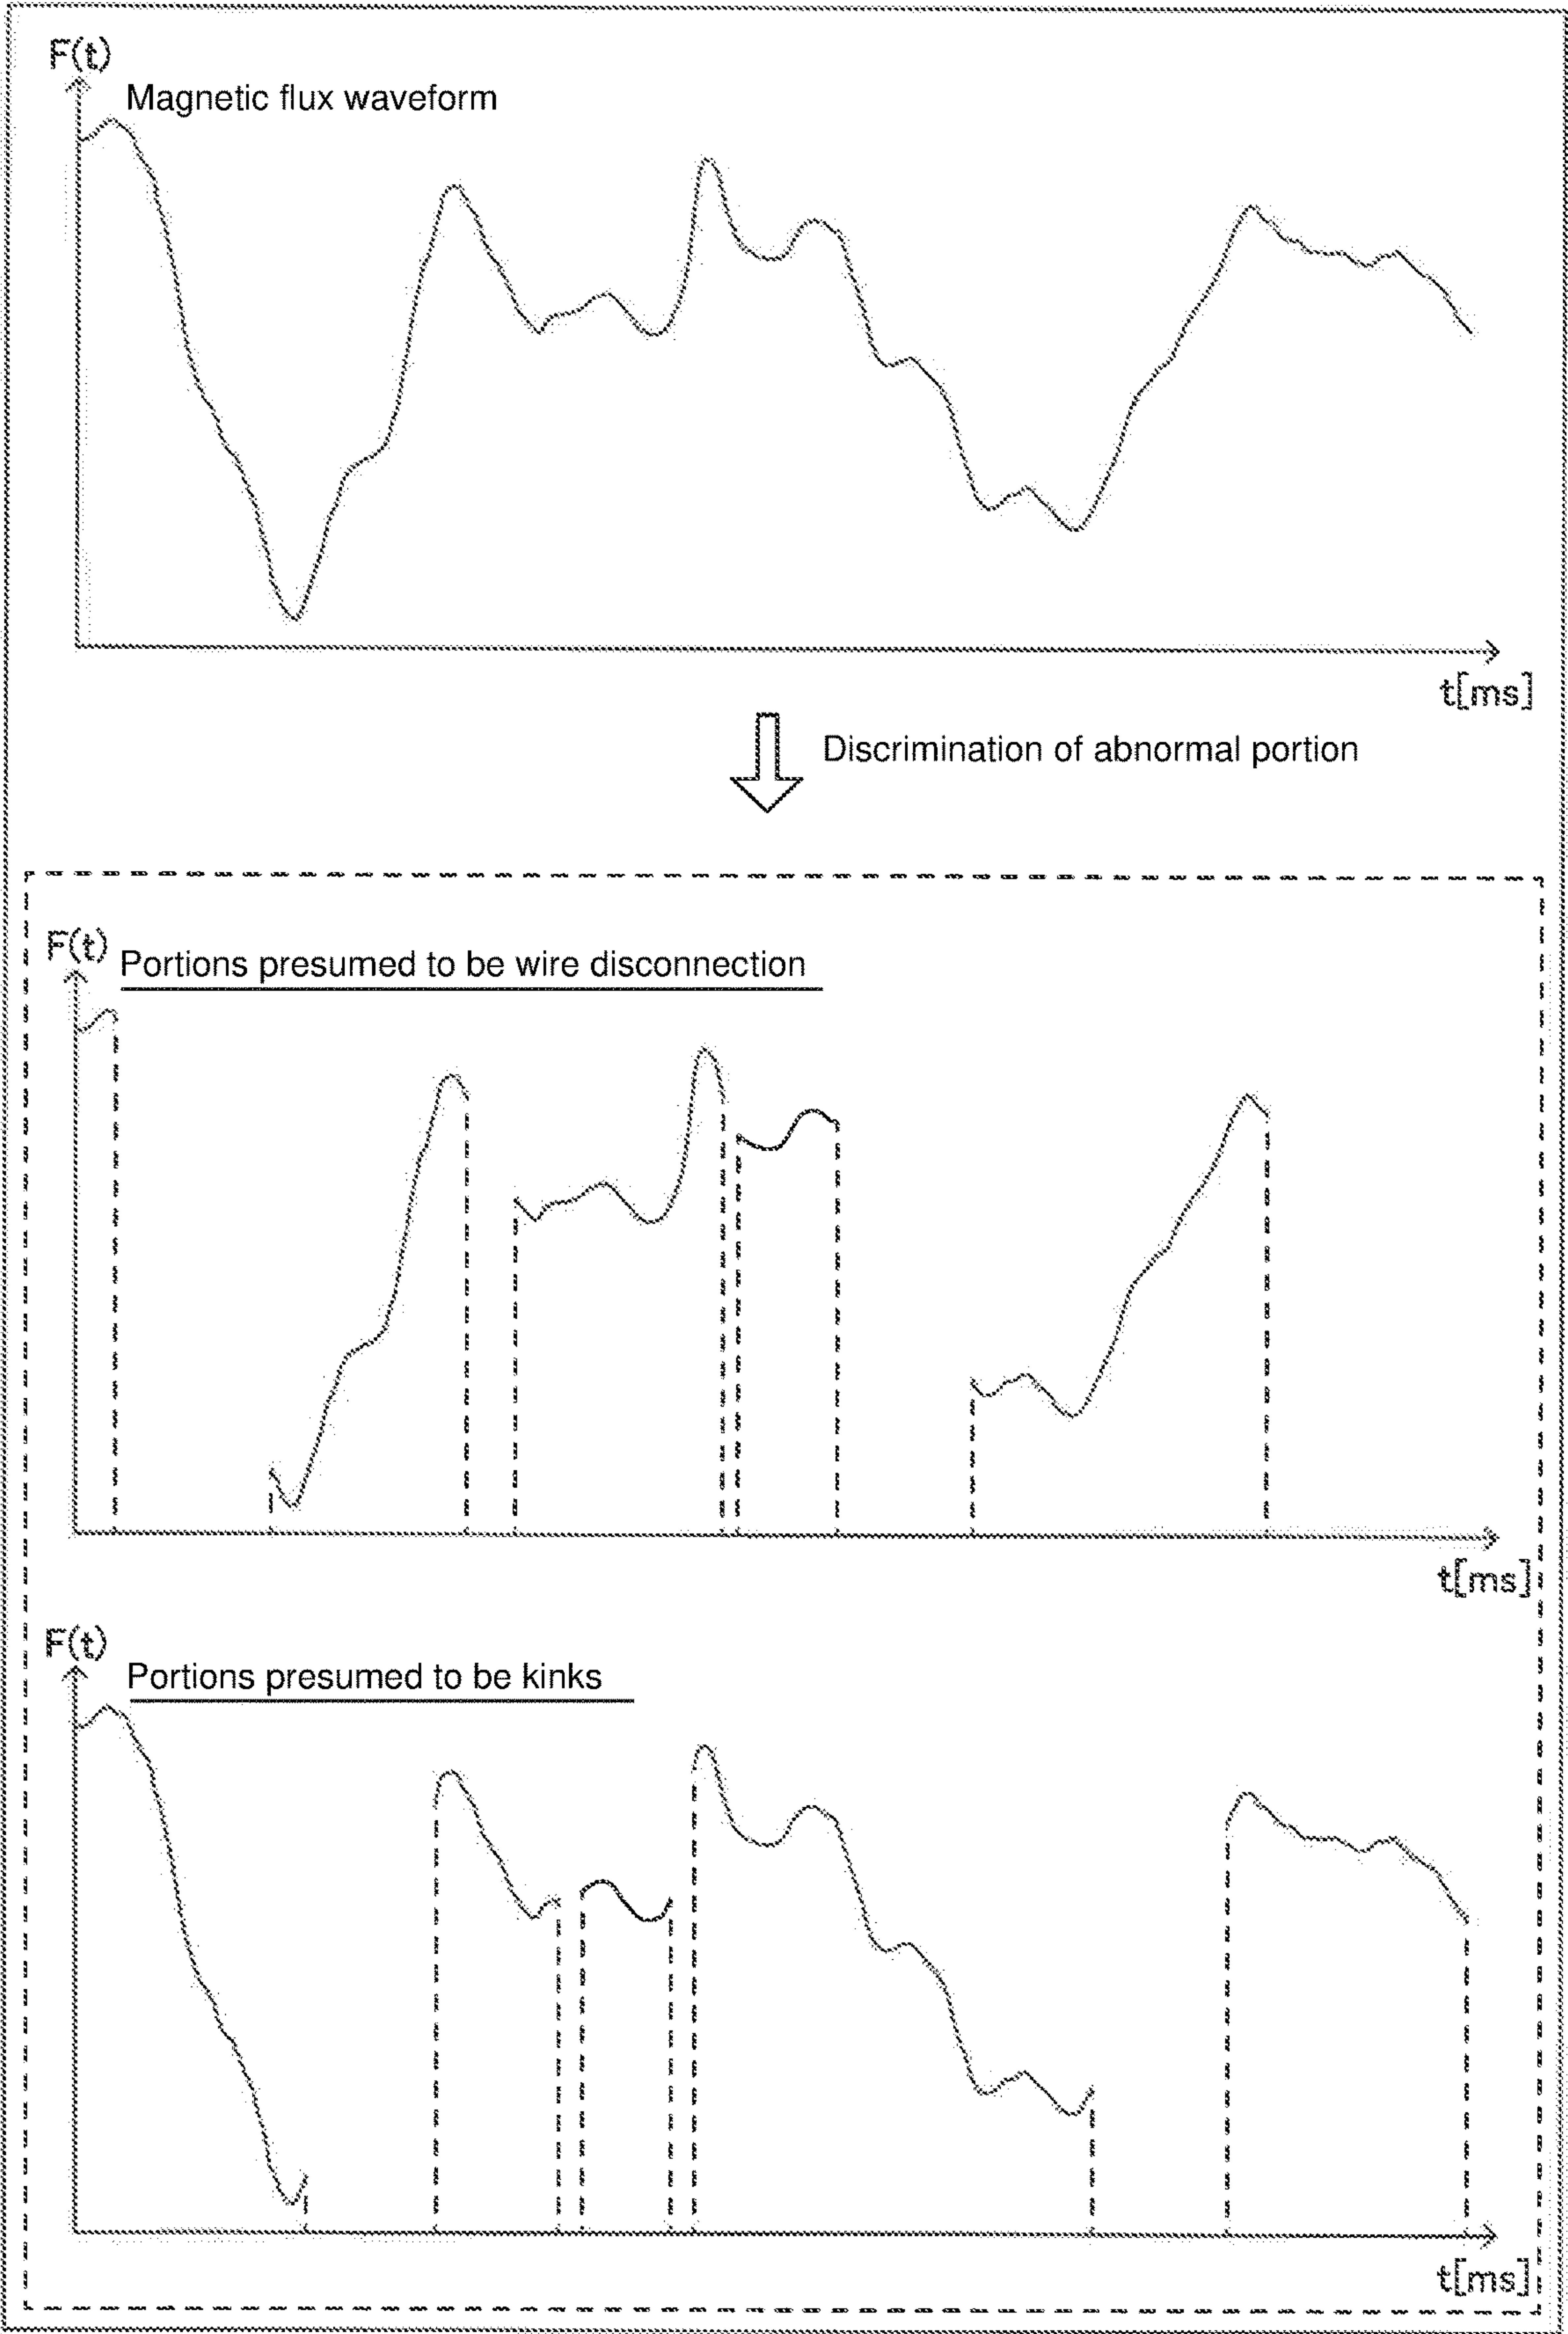 F(t)
Magnetic flux waveform
t[ms]
Discrimination of abnormal portion
F(t)
Portions presumed to be wire disconnection
t[ms]
F(t)
Portions presumed to be kinks
t[ms]